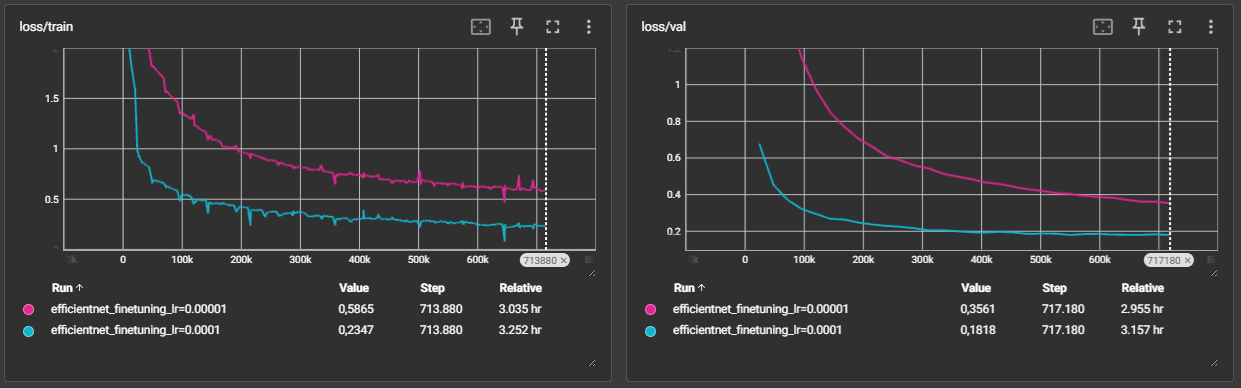 loss/train
1.5
1
0.5
0
100k
200k
300k
400k
500k
600k
713880
Run Value Step Relative
efficientnet_finetuning_lr=0.00001 0,5865 713.880 3.035 hr
efficientnet_finetuning_lr=0.0001 0,2347 713.880 3.252 hr
loss/val
1
0.8
0.6
0.4
0.2
0
100k
200k
300k
400k
500k
600k
717180
Run Value Step Relative
efficientnet_finetuning_lr=0.00001 0,3561 717.180 2.955 hr
efficientnet_finetuning_lr=0.0001 0,1818 717.180 3.157 hr